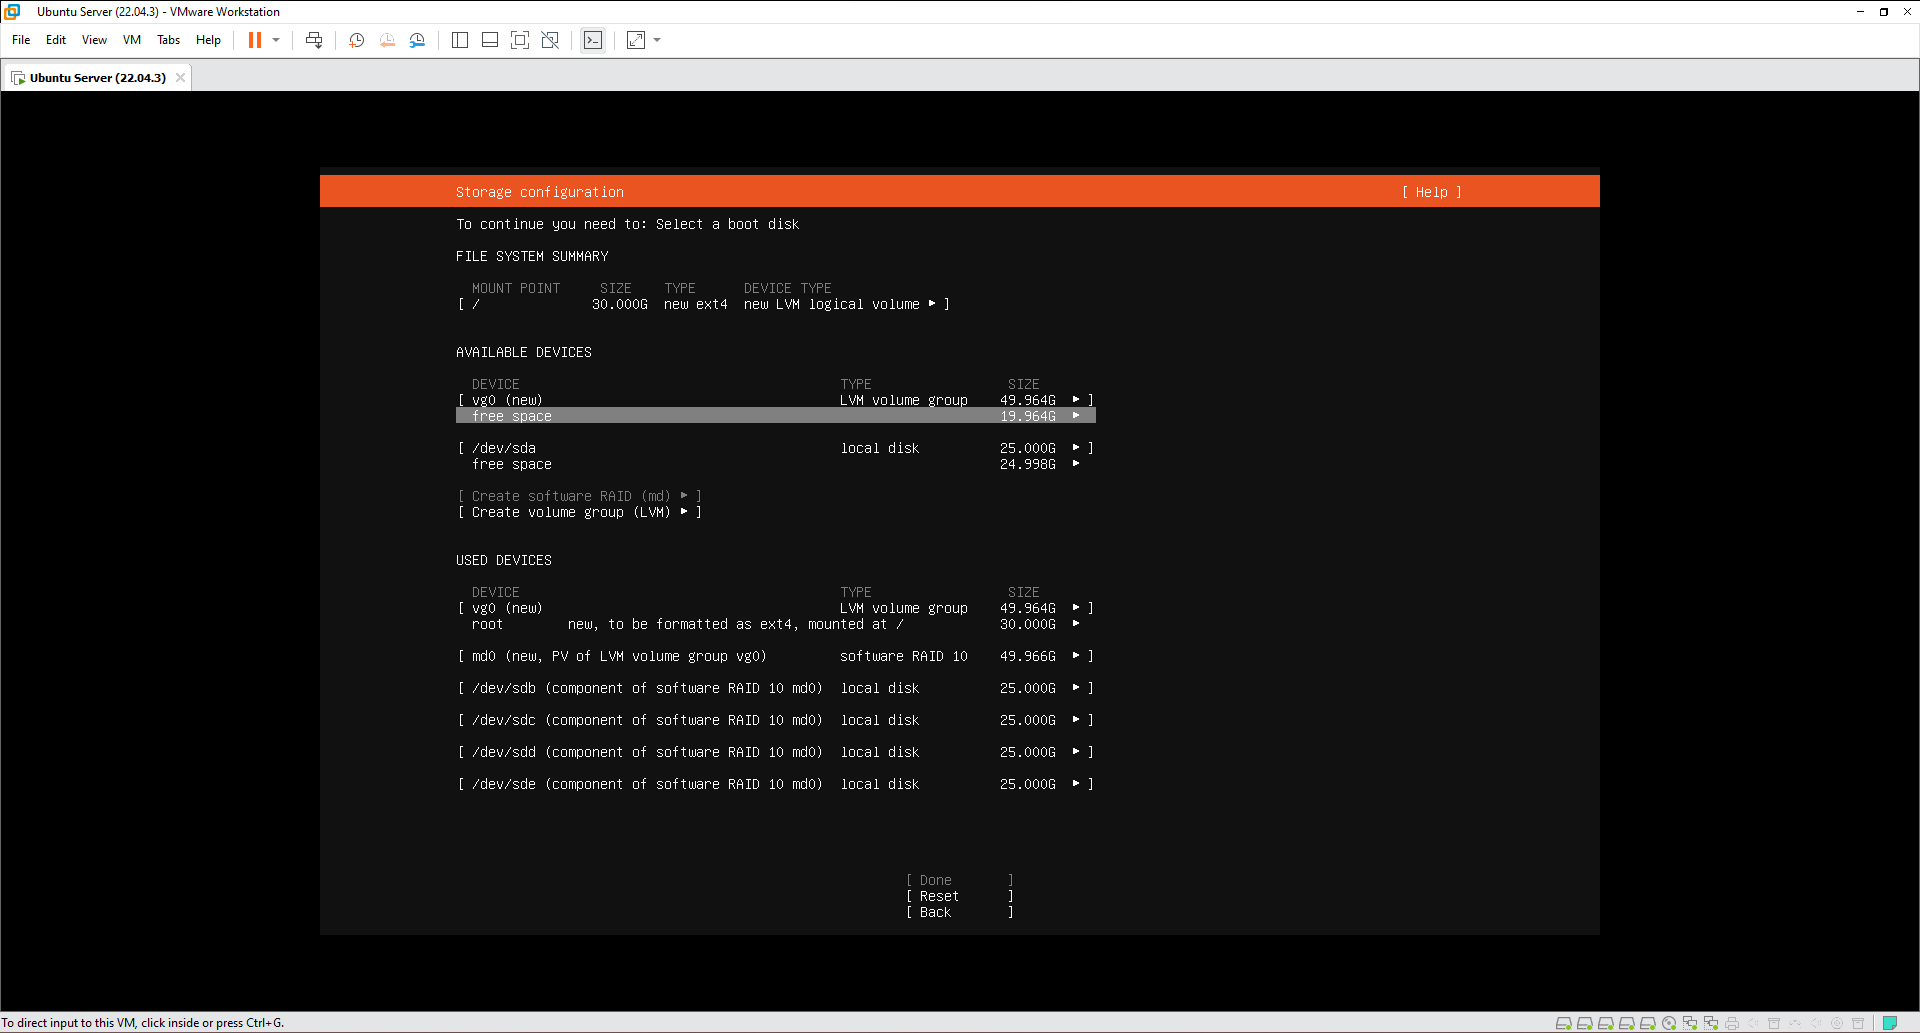 Ubuntu Server (22.04.3) - VMware Workstation
File Edit View VM Tabs Help
Ubuntu Server (22.04.3)
Storage configuration [ Help ]
To continue you need to: Select a boot disk
FILE SYSTEM SUMMARY
MOUNT POINT SIZE TYPE DEVICE TYPE
[ / 30.000G new ext4 new LVM logical volume ▸ ]
AVAILABLE DEVICES
DEVICE TYPE SIZE
[ vg0 (new) LVM volume group 49.964G ▸ ]
free space 19.964G ▸
[ /dev/sda local disk 25.000G ▸ ]
free space 24.998G ▸
[ Create software RAID (md) ▸ ]
[ Create volume group (LVM) ▸ ]
USED DEVICES
DEVICE TYPE SIZE
[ vg0 (new) LVM volume group 49.964G ▸ ]
root new, to be formatted as ext4, mounted at / 30.000G ▸
[ md0 (new, PV of LVM volume group vg0) software RAID 10 49.966G ▸ ]
[ /dev/sdb (component of software RAID 10 md0) local disk 25.000G ▸ ]
[ /dev/sdc (component of software RAID 10 md0) local disk 25.000G ▸ ]
[ /dev/sdd (component of software RAID 10 md0) local disk 25.000G ▸ ]
[ /dev/sde (component of software RAID 10 md0) local disk 25.000G ▸ ]
[ Done ]
[ Reset ]
[ Back ]
To direct input to this VM, click inside or press Ctrl+G.